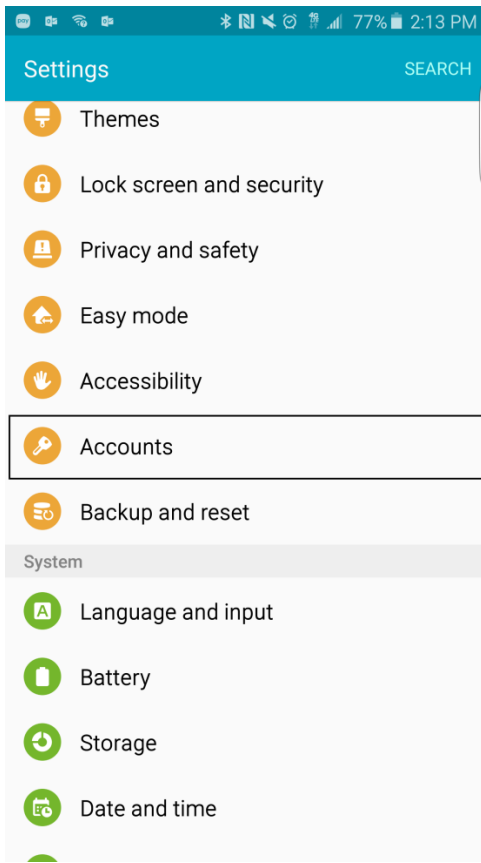 77% 2:13 PM
Settings SEARCH
Themes
Lock screen and security
Privacy and safety
Easy mode
Accessibility
Accounts
Backup and reset
System
A Language and input
Battery
Storage
Date and time